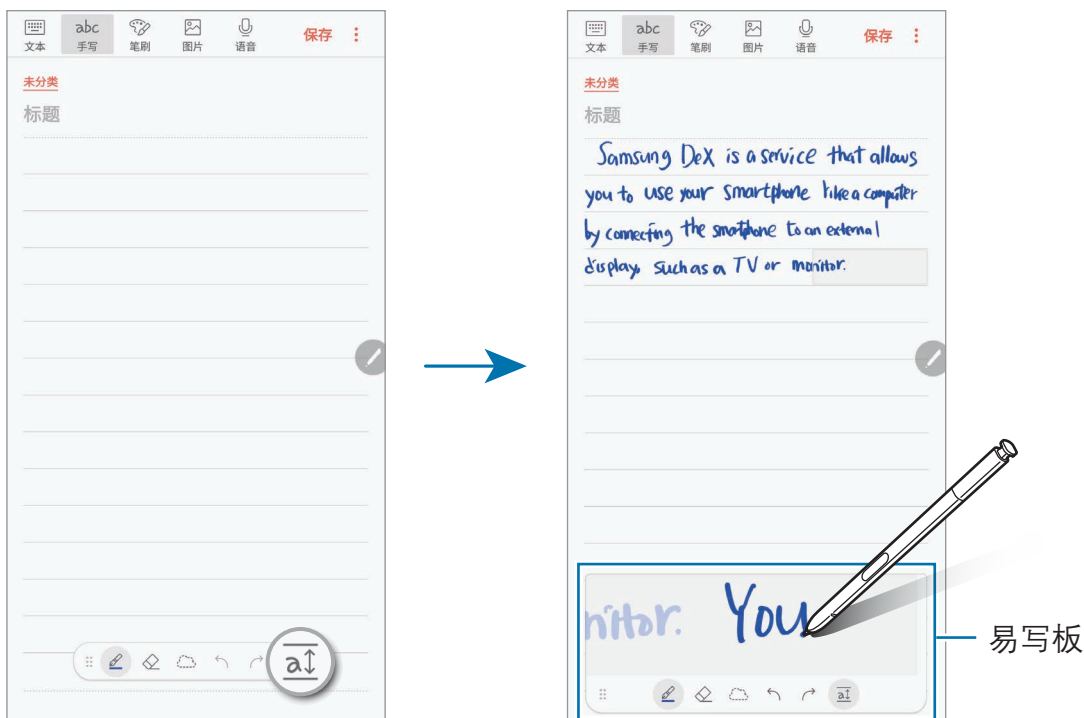 文本 abc 手写 笔刷 图片 语音 保存
未分类
标题
a
文本 abc 手写 笔刷 图片 语音 保存
未分类
标题
Samsung DeX is a service that allows
you to use your smartphone like a computer
by connecting the smartphone to an external
display, such as a TV or monitor.
nitor. You
a
易写板